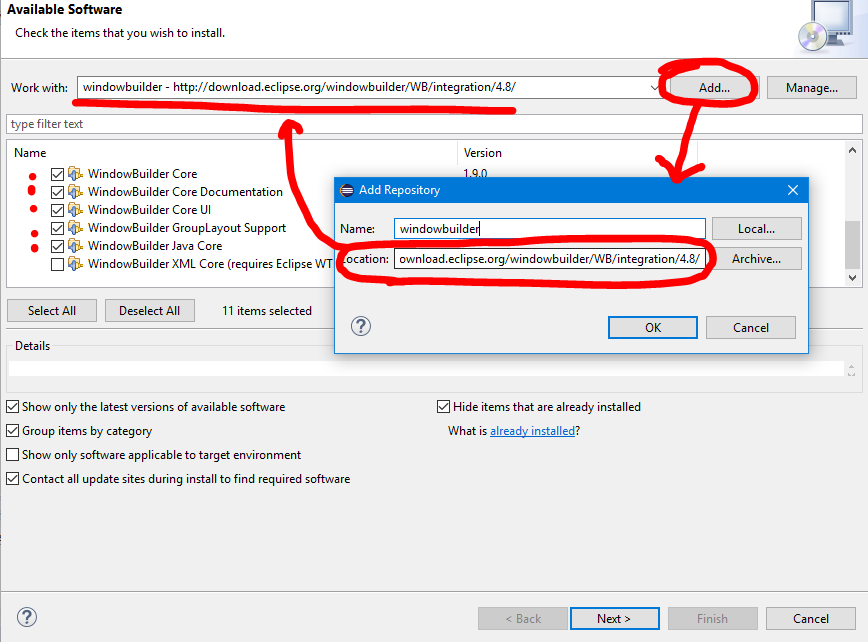 Available Software
Check the items that you wish to install.
Work with: windowbuilder - http://download.eclipse.org/windowbuilder/WB/integration/4.8/ Add... Manage...
type filter text
Name Version
WindowBuilder Core 1.9.0
WindowBuilder Core Documentation
WindowBuilder Core UI
WindowBuilder GroupLayout Support
WindowBuilder Java Core
WindowBuilder XML Core (requires Eclipse WT
Add Repository
Name: windowbuilder Local...
Location: ownload.eclipse.org/windowbuilder/WB/integration/4.8/ Archive...
OK Cancel
Select All Deselect All 11 items selected
Details
Show only the latest versions of available software Hide items that are already installed
Group items by category What is already installed?
Show only software applicable to target environment
Contact all update sites during install to find required software
< Back Next > Finish Cancel